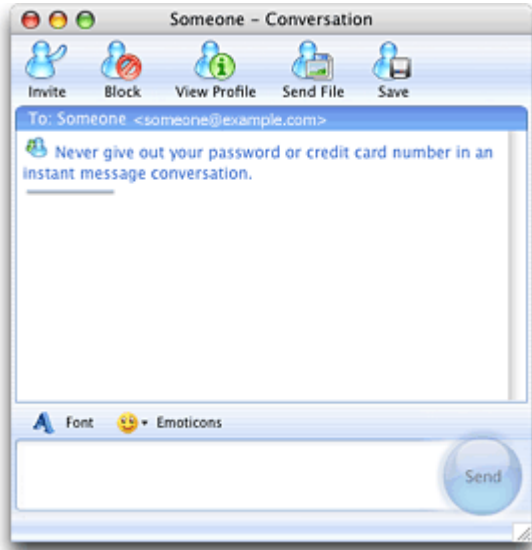 Someone – Conversation
Invite Block View Profile Send File Save
To: Someone <someone@example.com>
Never give out your password or credit card number in an
instant message conversation.
Font Emoticons
Send